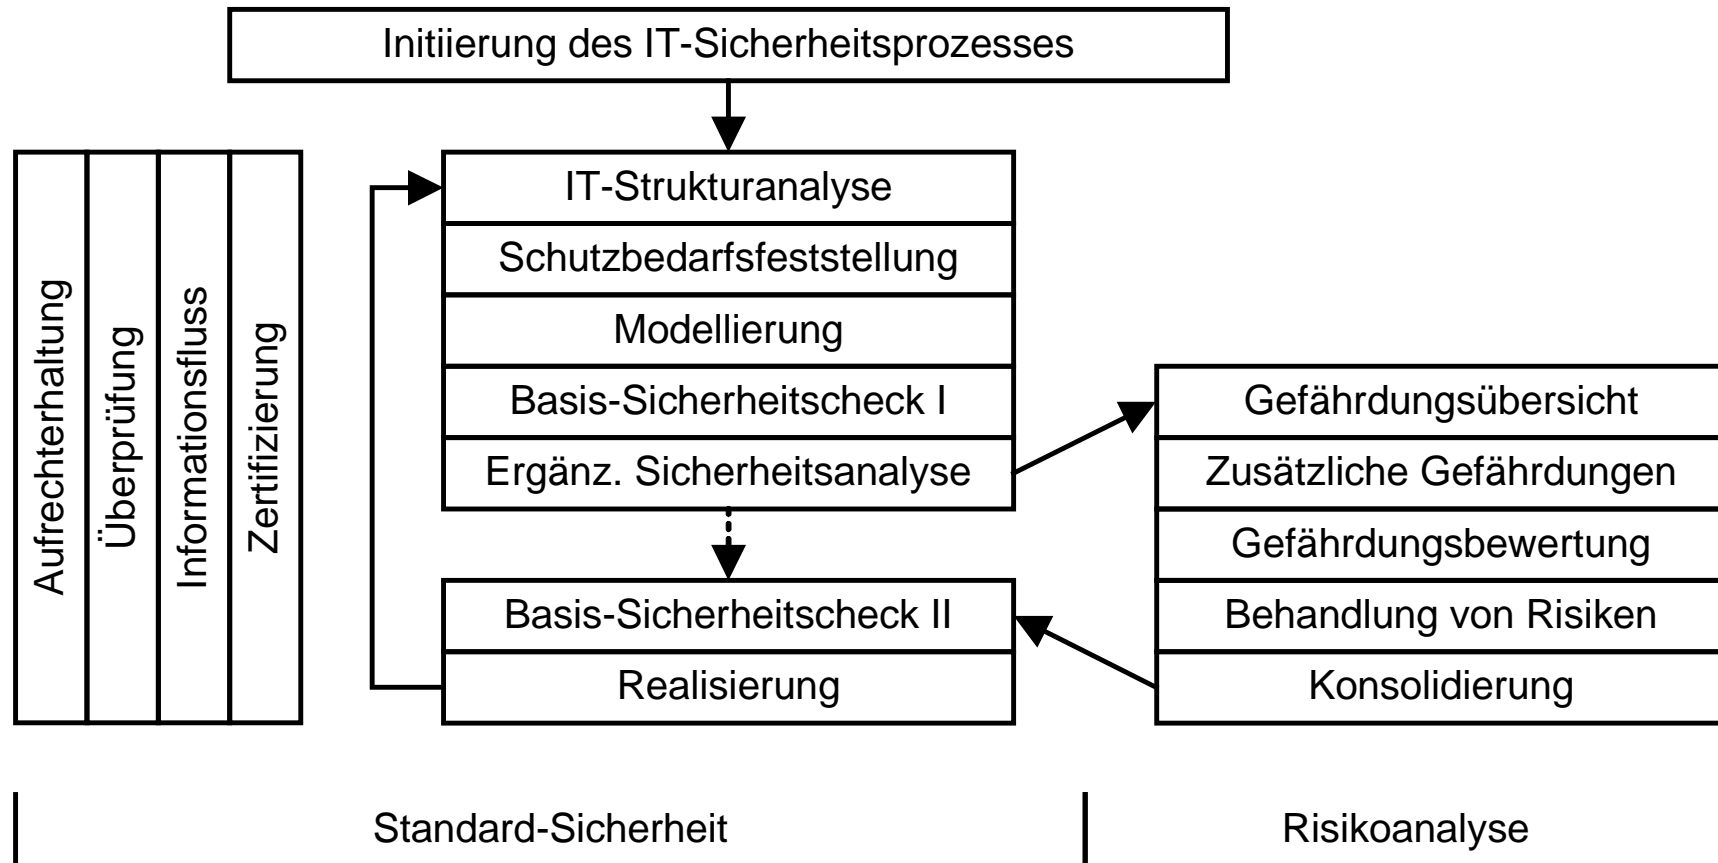 Initiierung des IT-Sicherheitsprozesses
Aufrechterhaltung
Überprüfung
Informationsfluss
Zertifizierung
IT-Strukturanalyse
Schutzbedarfsfeststellung
Modellierung
Basis-Sicherheitscheck I
Ergänz. Sicherheitsanalyse
Basis-Sicherheitscheck II
Realisierung
Gefährdungsübersicht
Zusätzliche Gefährdungen
Gefährdungsbewertung
Behandlung von Risiken
Konsolidierung
Standard-Sicherheit
Risikoanalyse